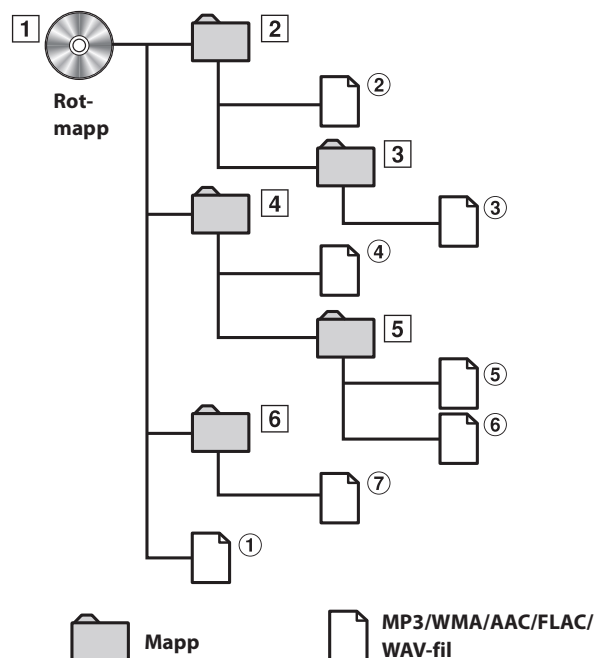 1
2
Rot-
mapp
②
3
③
4
④
5
⑤
⑥
6
⑦
①
Mapp
MP3/WMA/AAC/FLAC/
WAV-fil